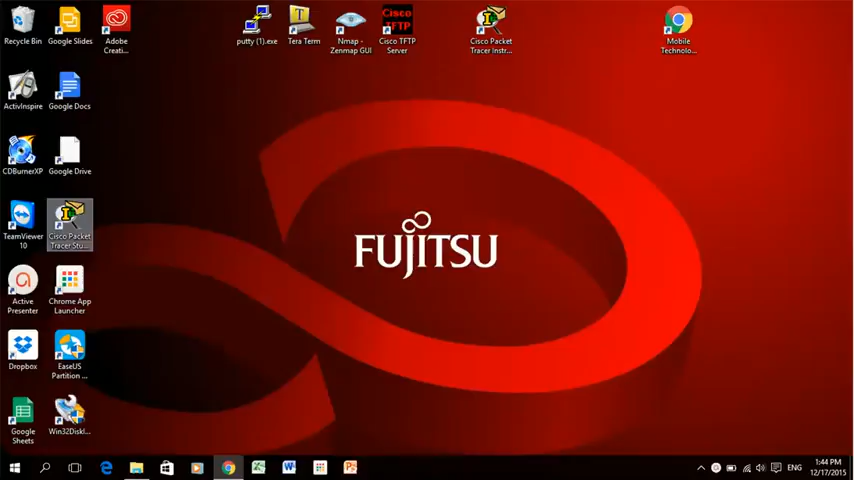 Recycle Bin
Google Slides
Adobe
Creati...
putty (1).exe
Tera Term
Nmap -
Zenmap GUI
Cisco
TFTP
Cisco TFTP
Server
Cisco Packet
Tracer Instr...
Mobile
Technolo...
ActivInspire
Google Docs
CDBurnerXP
Google Drive
TeamViewer
10
Cisco Packet
Tracer Stu...
FUJITSU
Active
Presenter
Chrome App
Launcher
Dropbox
EaseUS
Partition ...
Google
Sheets
Win32DiskI...
ENG
1:44 PM
12/17/2015